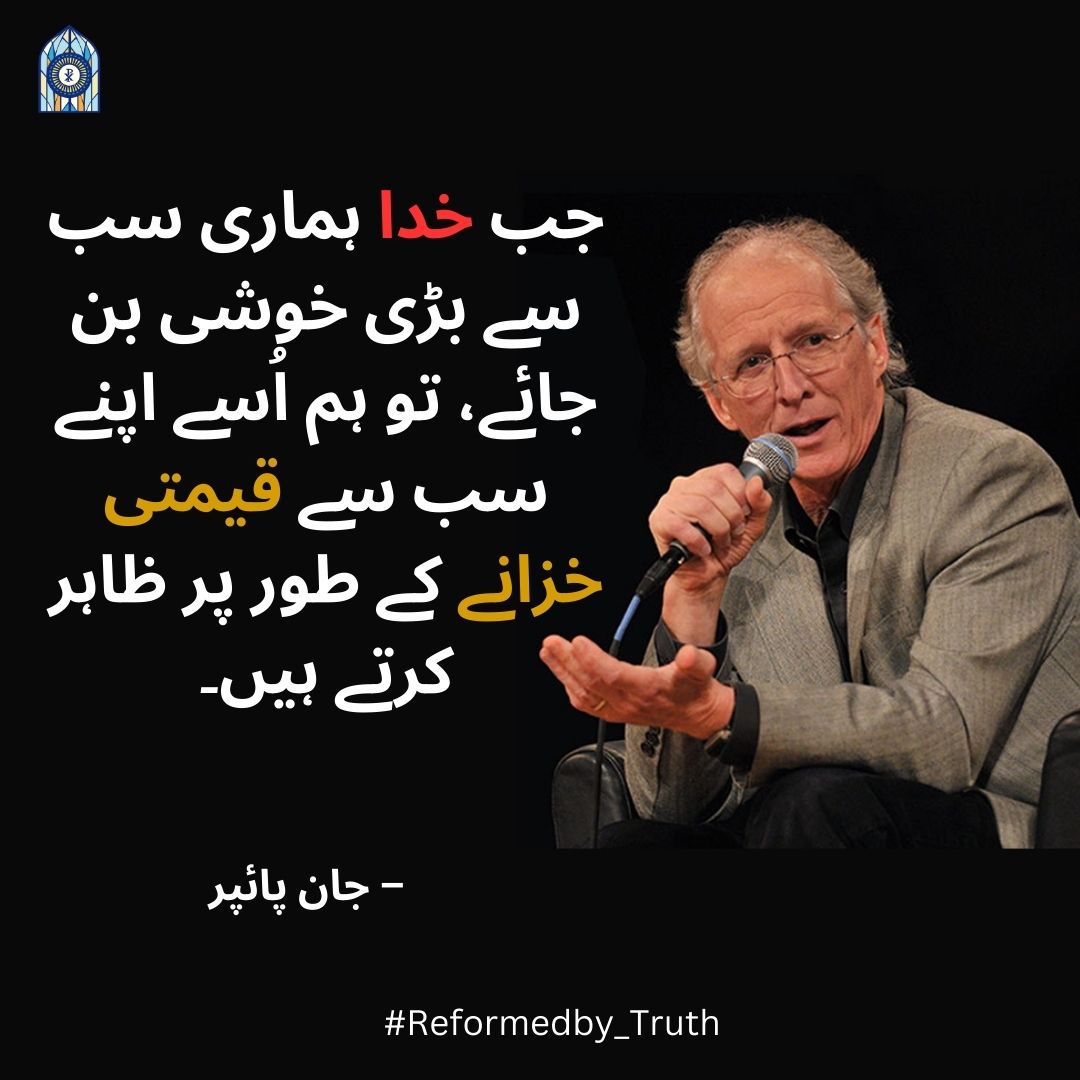 جب خدا ہماری سب
سے بڑی خوشی بن
جائے، تو ہم اُسے اپنے
سب سے قیمتی
خزانے کے طور پر ظاہر
کرتے ہیں۔
– جان پائپر
#Reformedby_Truth